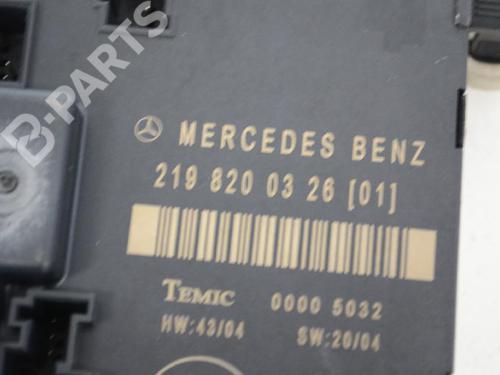 B-PARTS
MERCEDES BENZ
219 820 03 26 [01]
TEMIC 0000 5032
HW:43/04 SW:20/04